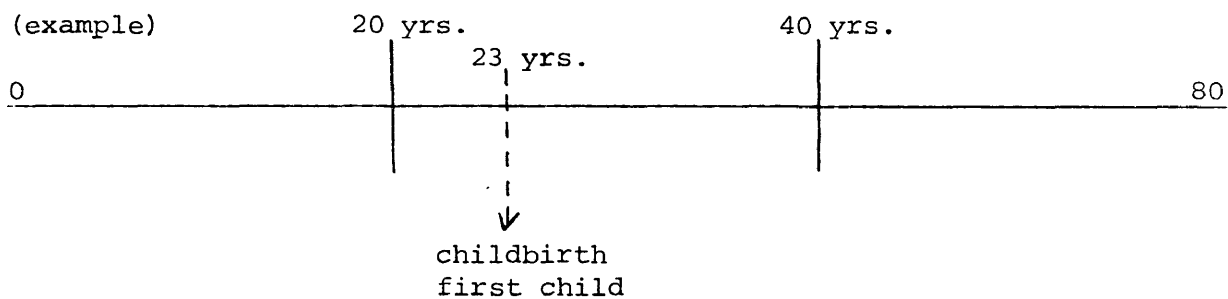 (example) 20 yrs. 40 yrs.
23 yrs.
0 80
childbirth
first child